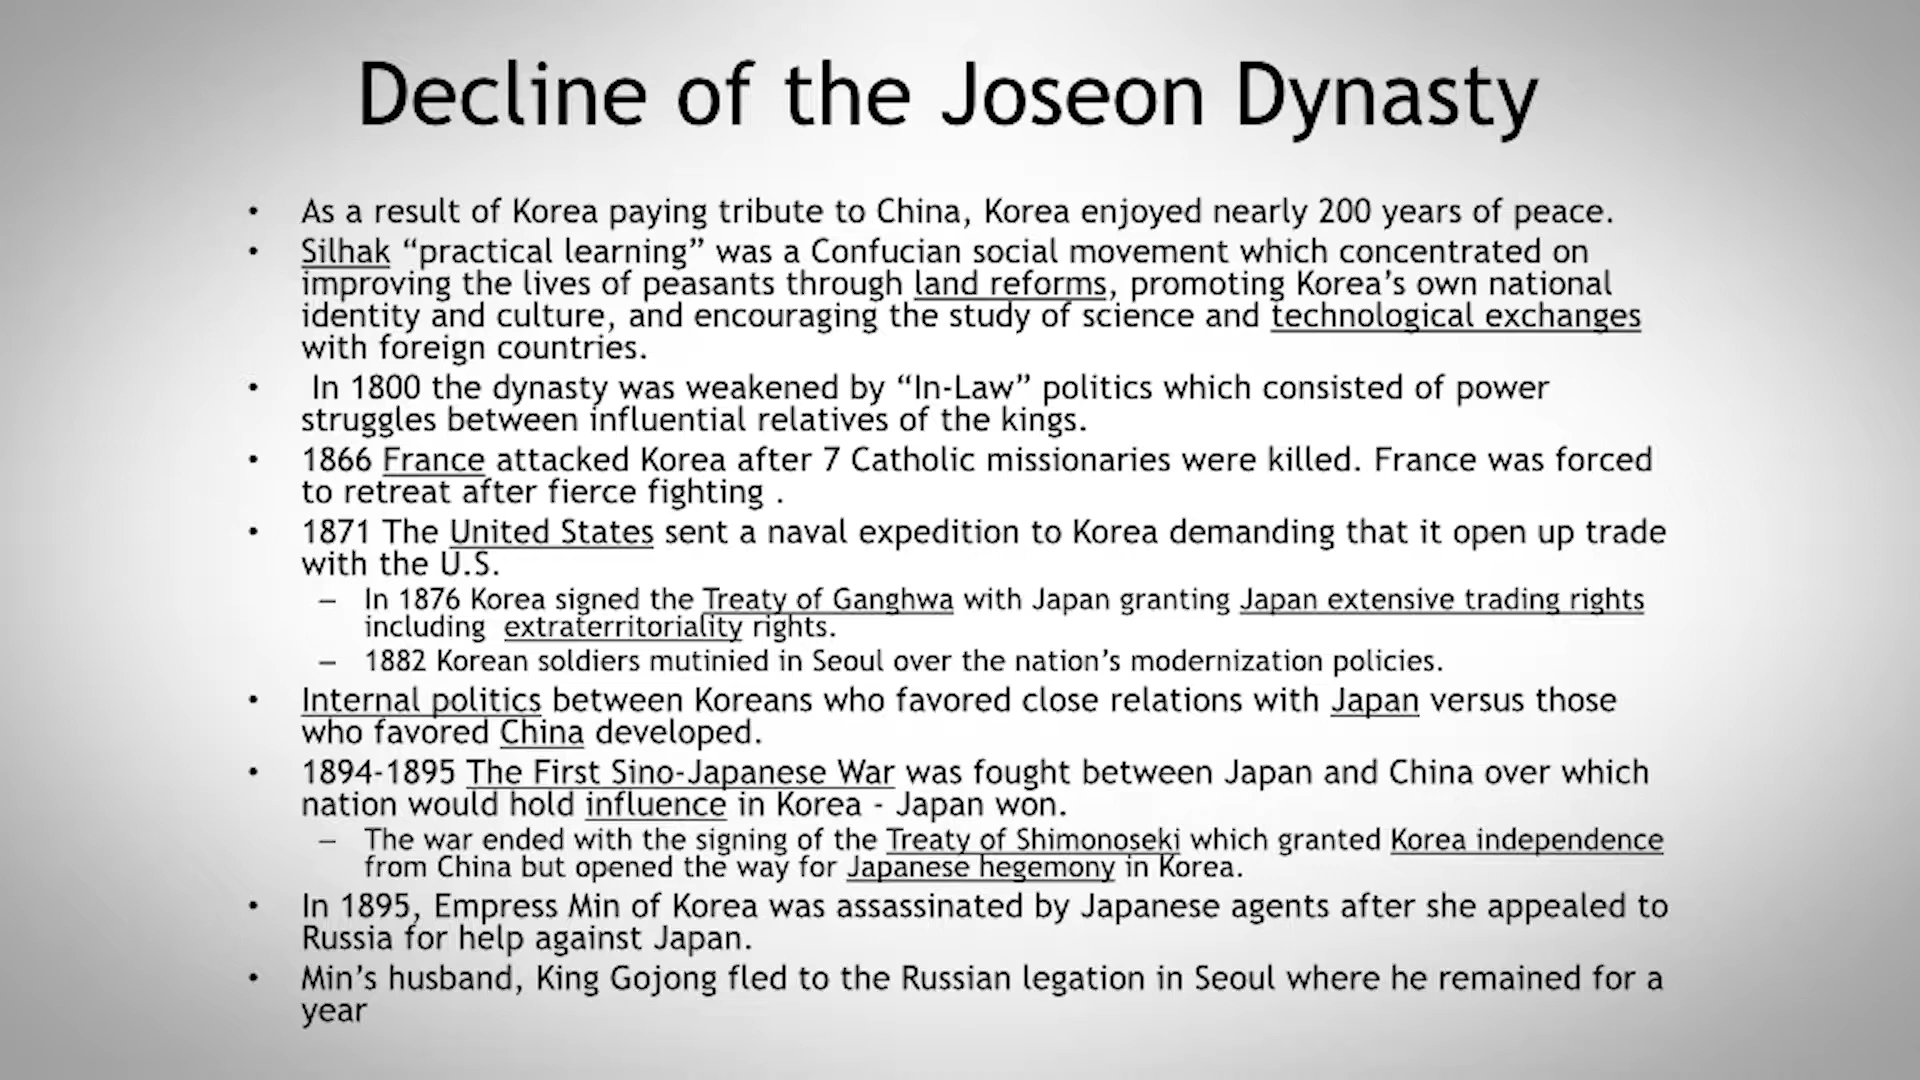 Decline of the Joseon Dynasty
• As a result of Korea paying tribute to China, Korea enjoyed nearly 200 years of peace.
• Silhak “practical learning” was a Confucian social movement which concentrated on
improving the lives of peasants through land reforms, promoting Korea’s own national
identity and culture, and encouraging the study of science and technological exchanges
with foreign countries.
• In 1800 the dynasty was weakened by “In-Law” politics which consisted of power
struggles between influential relatives of the kings.
• 1866 France attacked Korea after 7 Catholic missionaries were killed. France was forced
to retreat after fierce fighting .
• 1871 The United States sent a naval expedition to Korea demanding that it open up trade
with the U.S.
– In 1876 Korea signed the Treaty of Ganghwa with Japan granting Japan extensive trading rights
including extraterritoriality rights.
– 1882 Korean soldiers mutinied in Seoul over the nation’s modernization policies.
• Internal politics between Koreans who favored close relations with Japan versus those
who favored China developed.
• 1894-1895 The First Sino-Japanese War was fought between Japan and China over which
nation would hold influence in Korea - Japan won.
– The war ended with the signing of the Treaty of Shimonoseki which granted Korea independence
from China but opened the way for Japanese hegemony in Korea.
• In 1895, Empress Min of Korea was assassinated by Japanese agents after she appealed to
Russia for help against Japan.
• Min’s husband, King Gojong fled to the Russian legation in Seoul where he remained for a
year